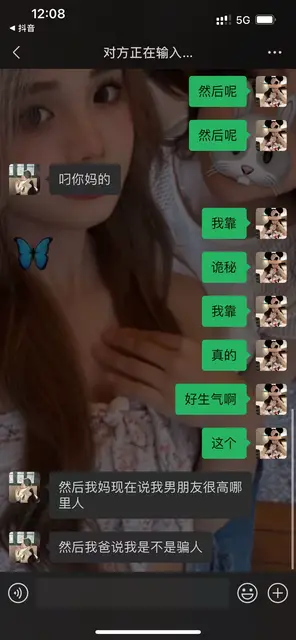 12:08
5G
抖音
对方正在输入...
然后呢
然后呢
叼你妈的
我靠
诡秘
我靠
真的
好生气啊
这个
然后我妈现在说我男朋友很高哪
里人
然后我爸说我是不是骗人